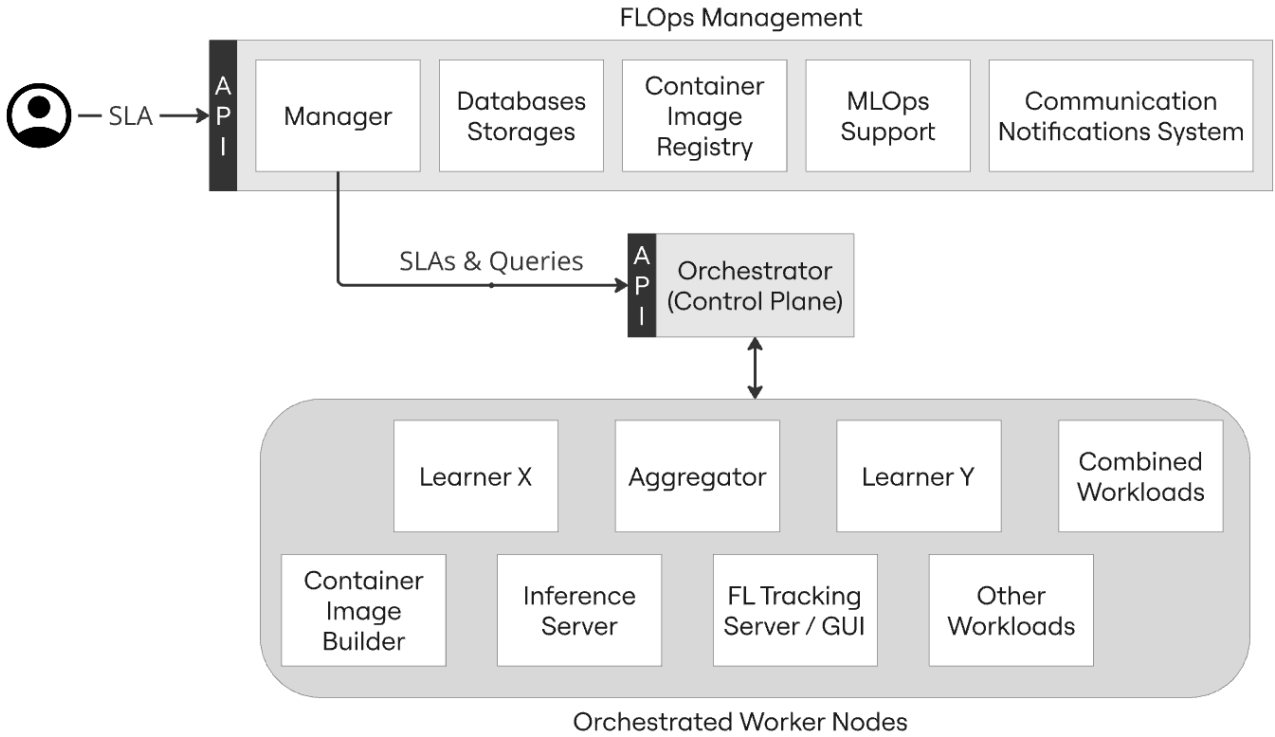 FLOps Management
SLA
A
P
I
Manager
Databases
Storages
Container
Image
Registry
MLOps
Support
Communication
Notifications System
SLAs & Queries
A
P
I
Orchestrator
(Control Plane)
Learner X
Aggregator
Learner Y
Combined
Workloads
Container
Image
Builder
Inference
Server
FL Tracking
Server / GUI
Other
Workloads
Orchestrated Worker Nodes